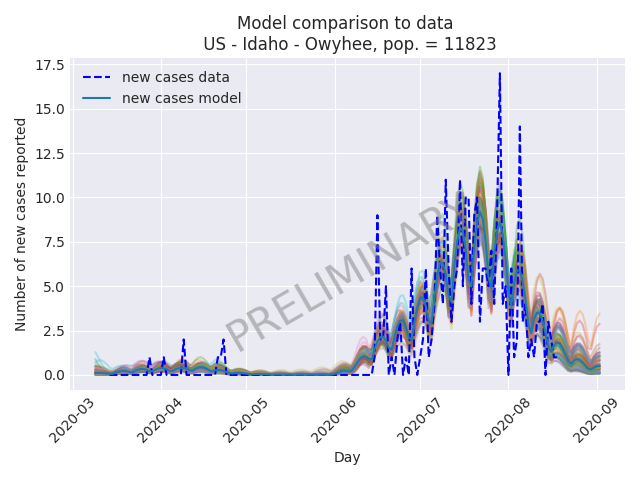 Model comparison to data
US - Idaho - Owyhee, pop. = 11823
17.5
15.0
12.5
10.0
7.5
5.0
2.5
0.0
Number of new cases reported
new cases data
new cases model
PRELIMINARY
2020-03
2020-04
2020-05
2020-06
2020-07
2020-08
2020-09
Day